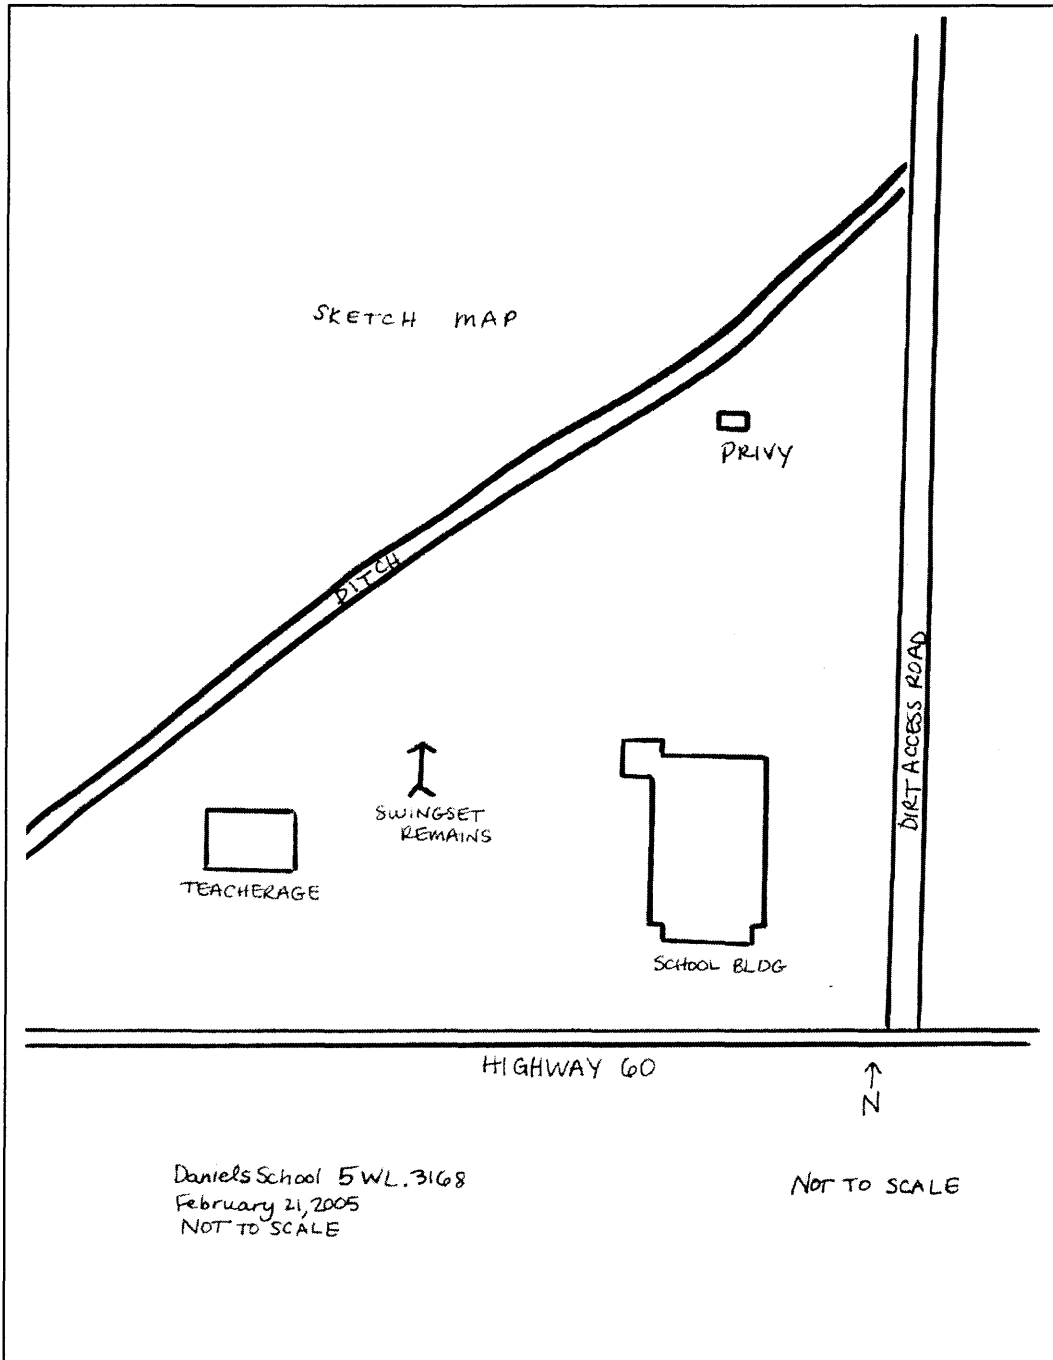 SKETCH MAP
PRIVY
DITCH
DIRT ACCESS ROAD
SWINGSET
REMAINS
TEACHERAGE
SCHOOL BLDG
HIGHWAY 60
N
Daniels School 5WL.3168
February 21, 2005
NOT TO SCALE
NOT TO SCALE